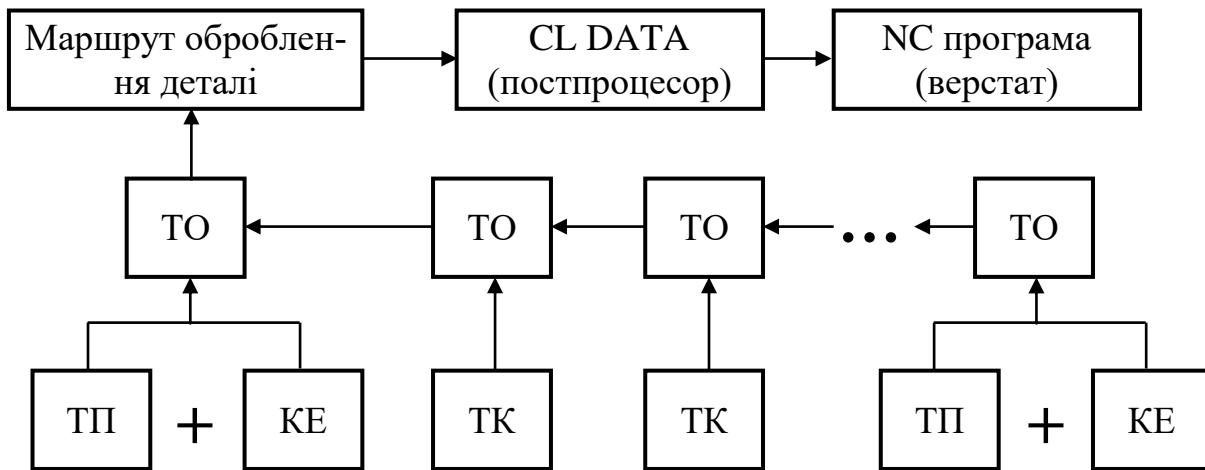 Маршрут оброблен-
ня деталі
CL DATA
(постпроцесор)
NC програма
(верстат)
ТО
ТО
ТО
...
ТО
ТП
+
КЕ
ТК
ТК
ТП
+
КЕ